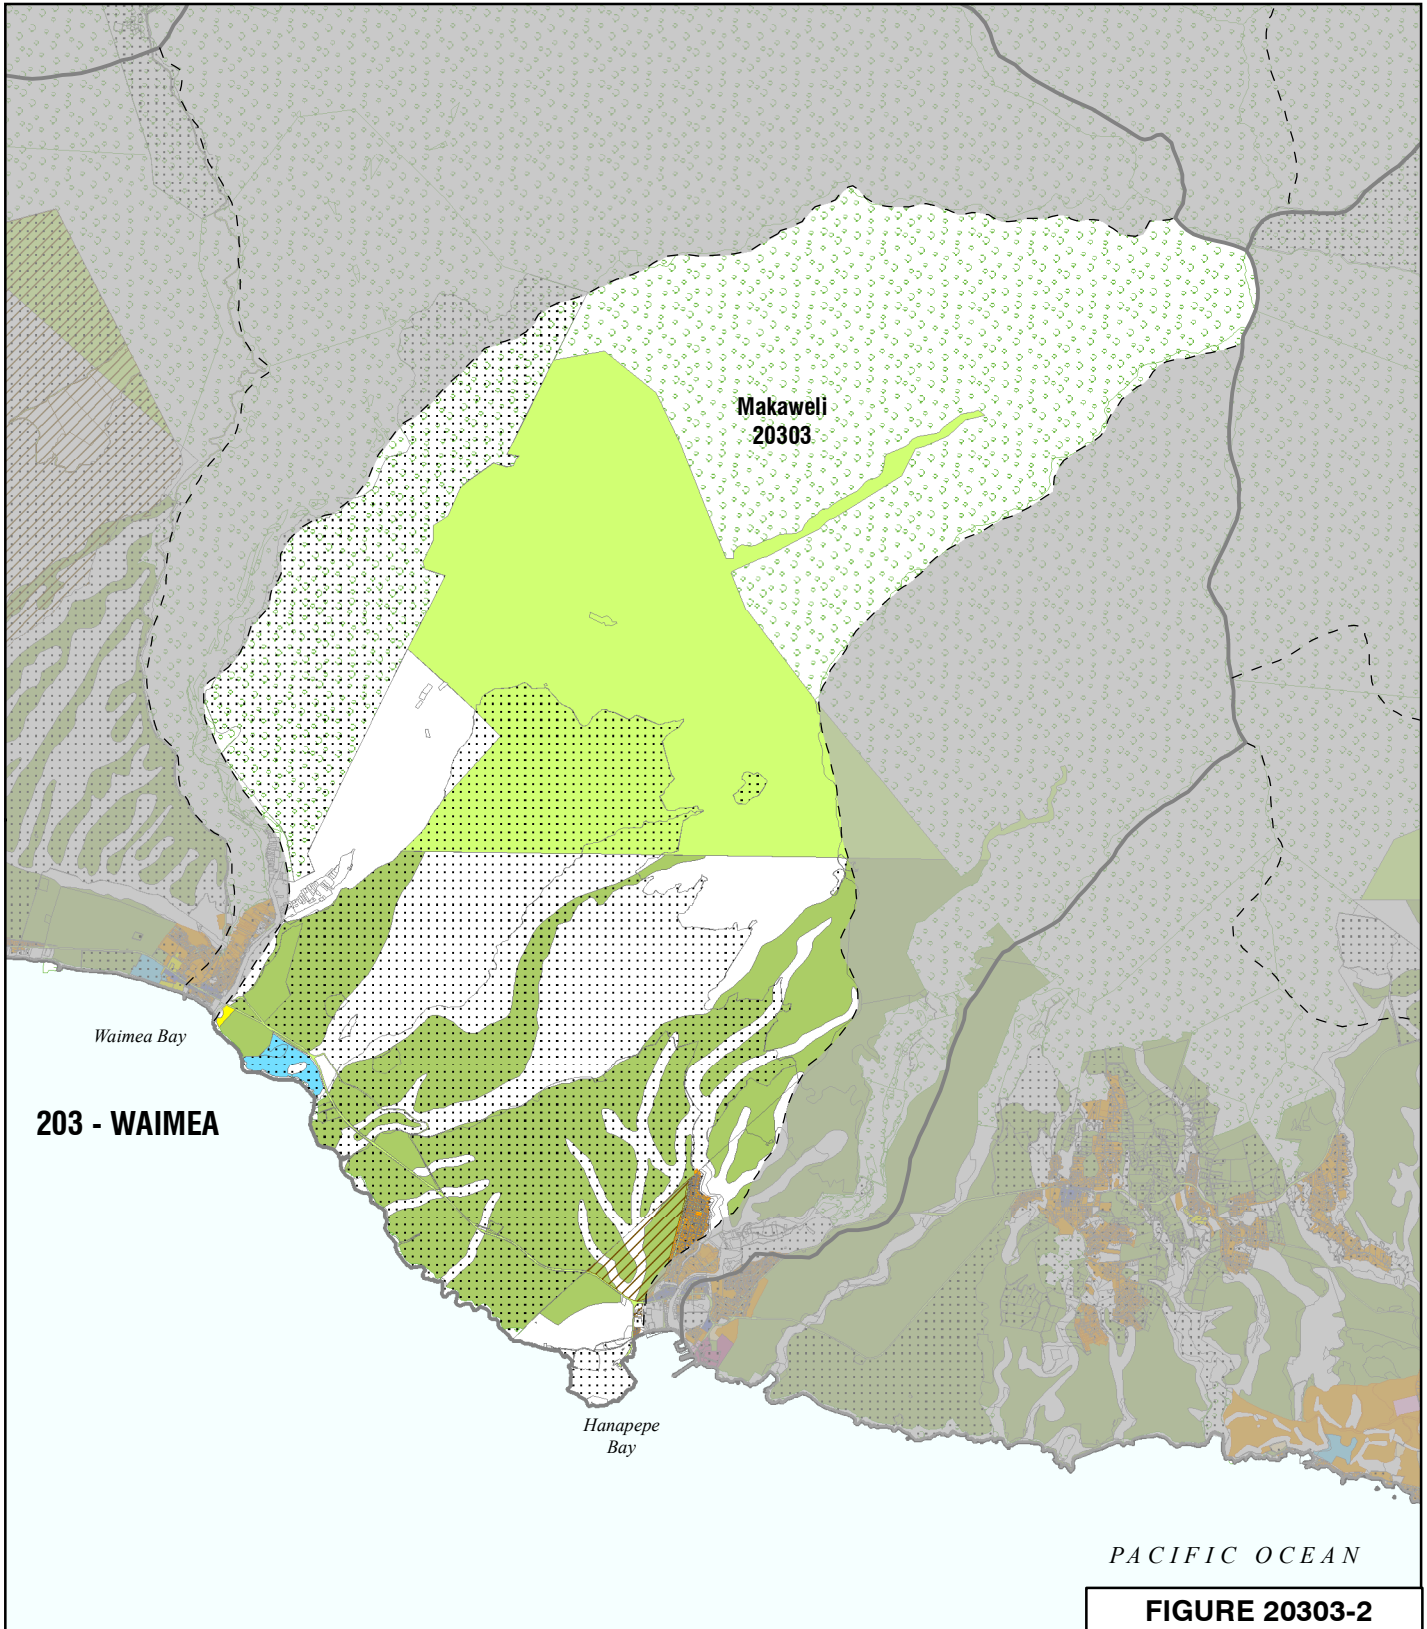 Makaweli
20303
Waimea Bay
203 - WAIMEA
Hanapepe
Bay
PACIFIC OCEAN
FIGURE 20303-2